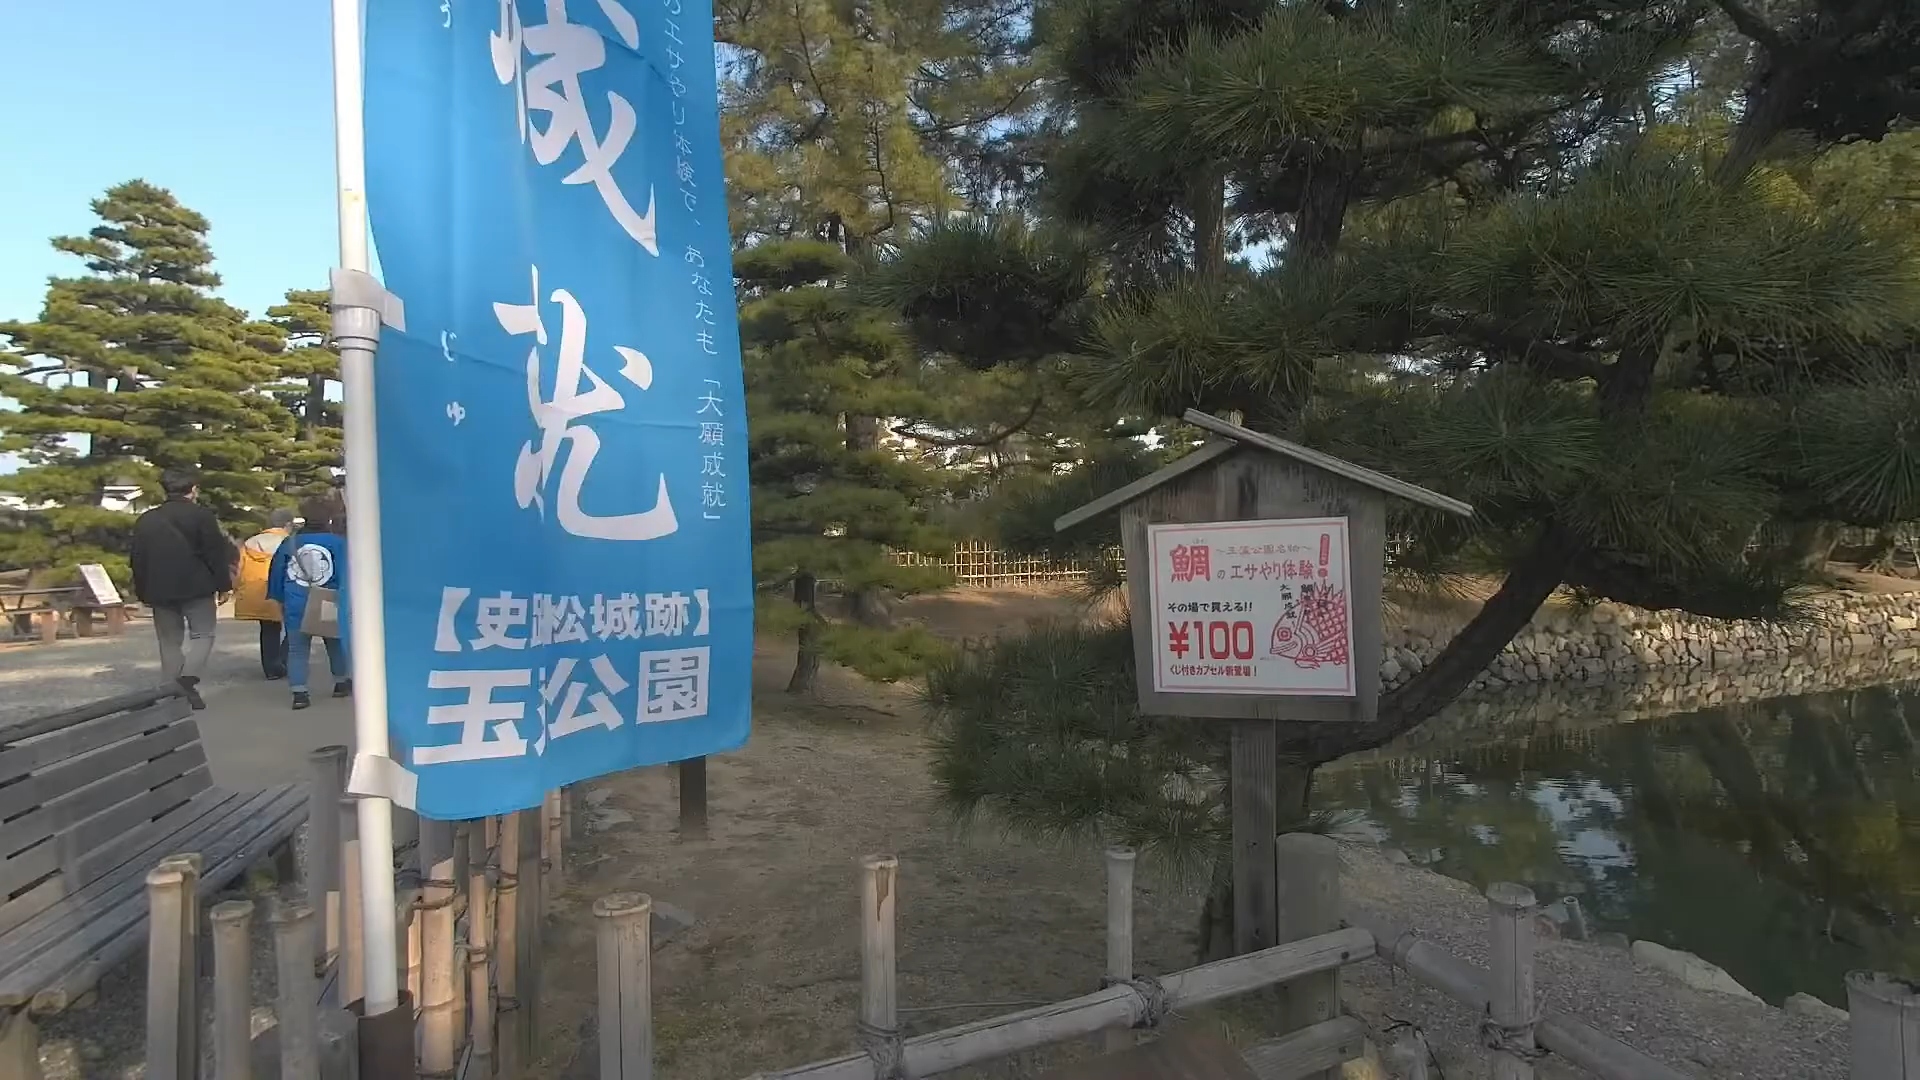 のエサやり体験で、あなたも「大願成就」
成就
じゅ
【史跡高松城跡】
玉藻公園
～玉藻公園名物～
鯛のエサやり体験!
その場で買える!!
¥100
くじ付きカプセル新登場!